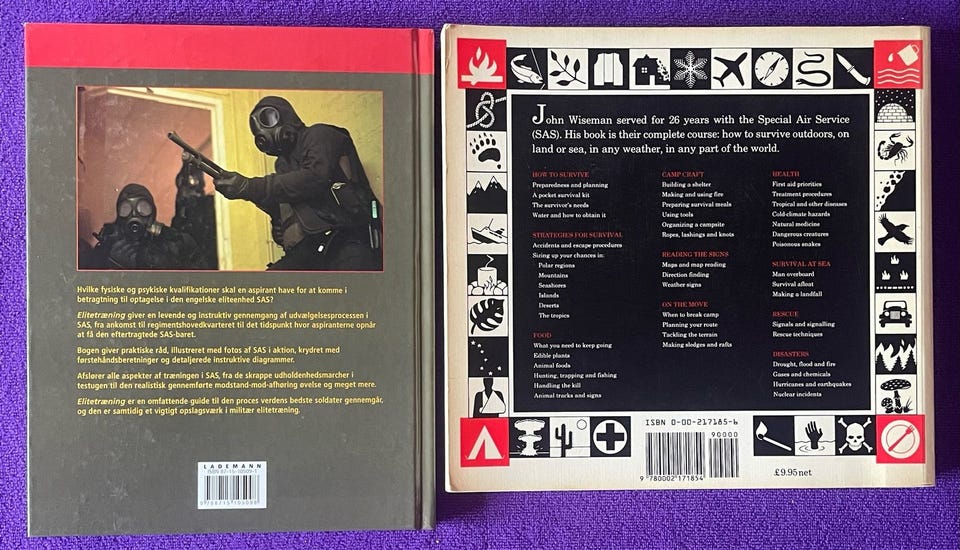 Hvilke fysiske og psykiske kvalifikationer skal en aspirant have for at komme i
betragtning til optagelse i den engelske eliteenhed SAS?
Elitetræning giver en levende og instruktiv gennemgang af udvælgelsesprocessen i
SAS, fra ankomst til regimentshovedkvarteret til det tidspunkt hvor aspiranterne opnår
at få den eftertragtede SAS-baret.
Bogen giver praktiske råd, illustreret med fotos af SAS i aktion, krydret med
førstehåndsberetninger og detaljerede instruktive diagrammer.
Afslører alle aspekter af træningen i SAS, fra de skrappe udholdenhedsmarcher i
testugen til den realistisk gennemførte modstand-mod-afhøring øvelse og meget mere.
Elitetræning er en omfattende guide til den proces verdens bedste soldater gennemgår,
og den er samtidig et vigtigt opslagsværk i militær elitetræning.
LADEMANN
John Wiseman served for 26 years with the Special Air Service
(SAS). His book is their complete course: how to survive outdoors, on
land or sea, in any weather, in any part of the world.
HOW TO SURVIVE
Preparedness and planning
A pocket survival kit
The survivor's needs
Water and how to obtain it
STRATEGIES FOR SURVIVAL
Accidents and escape procedures
Sizing up your chances in:
Polar regions
Mountains
Seashores
Islands
Deserts
The tropics
FOOD
What you need to keep going
Edible plants
Animal foods
Hunting, trapping and fishing
Handling the kill
Animal tracks and signs
CAMP CRAFT
Building a shelter
Making and using fire
Preparing survival meals
Using tools
Organizing a campsite
Ropes, lashings and knots
READING THE SIGNS
Maps and map reading
Direction finding
Weather signs
ON THE MOVE
When to break camp
Planning your route
Tackling the terrain
Making sledges and rafts
HEALTH
First aid priorities
Treatment procedures
Tropical and other diseases
Cold-climate hazards
Natural medicine
Dangerous creatures
Poisonous snakes
SURVIVAL AT SEA
Man overboard
Survival afloat
Making a landfall
RESCUE
Signals and signalling
Rescue techniques
DISASTERS
Drought, flood and fire
Gases and chemicals
Hurricanes and earthquakes
Nuclear incidents
ISBN 0-00-217185-6
90000
9 780002 171854
£9.95 net